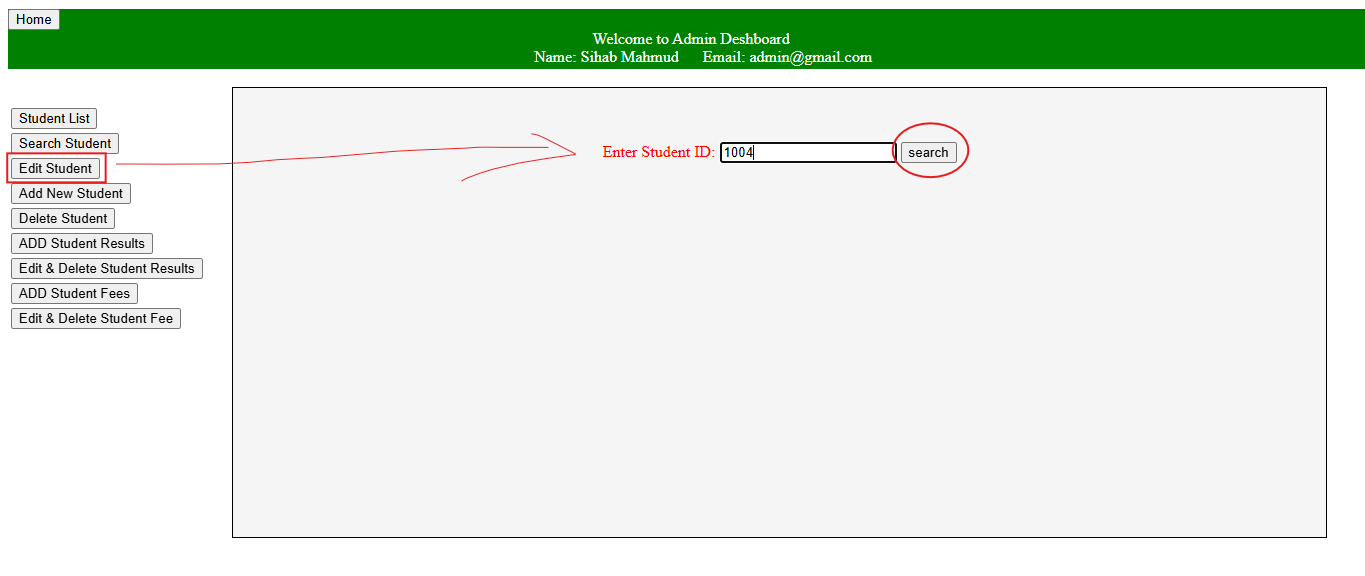 Home
Welcome to Admin Deshboard
Name: Sihab Mahmud Email: admin@gmail.com
Student List
Search Student
Edit Student
Add New Student
Delete Student
ADD Student Results
Edit & Delete Student Results
ADD Student Fees
Edit & Delete Student Fee
Enter Student ID: 1004 search